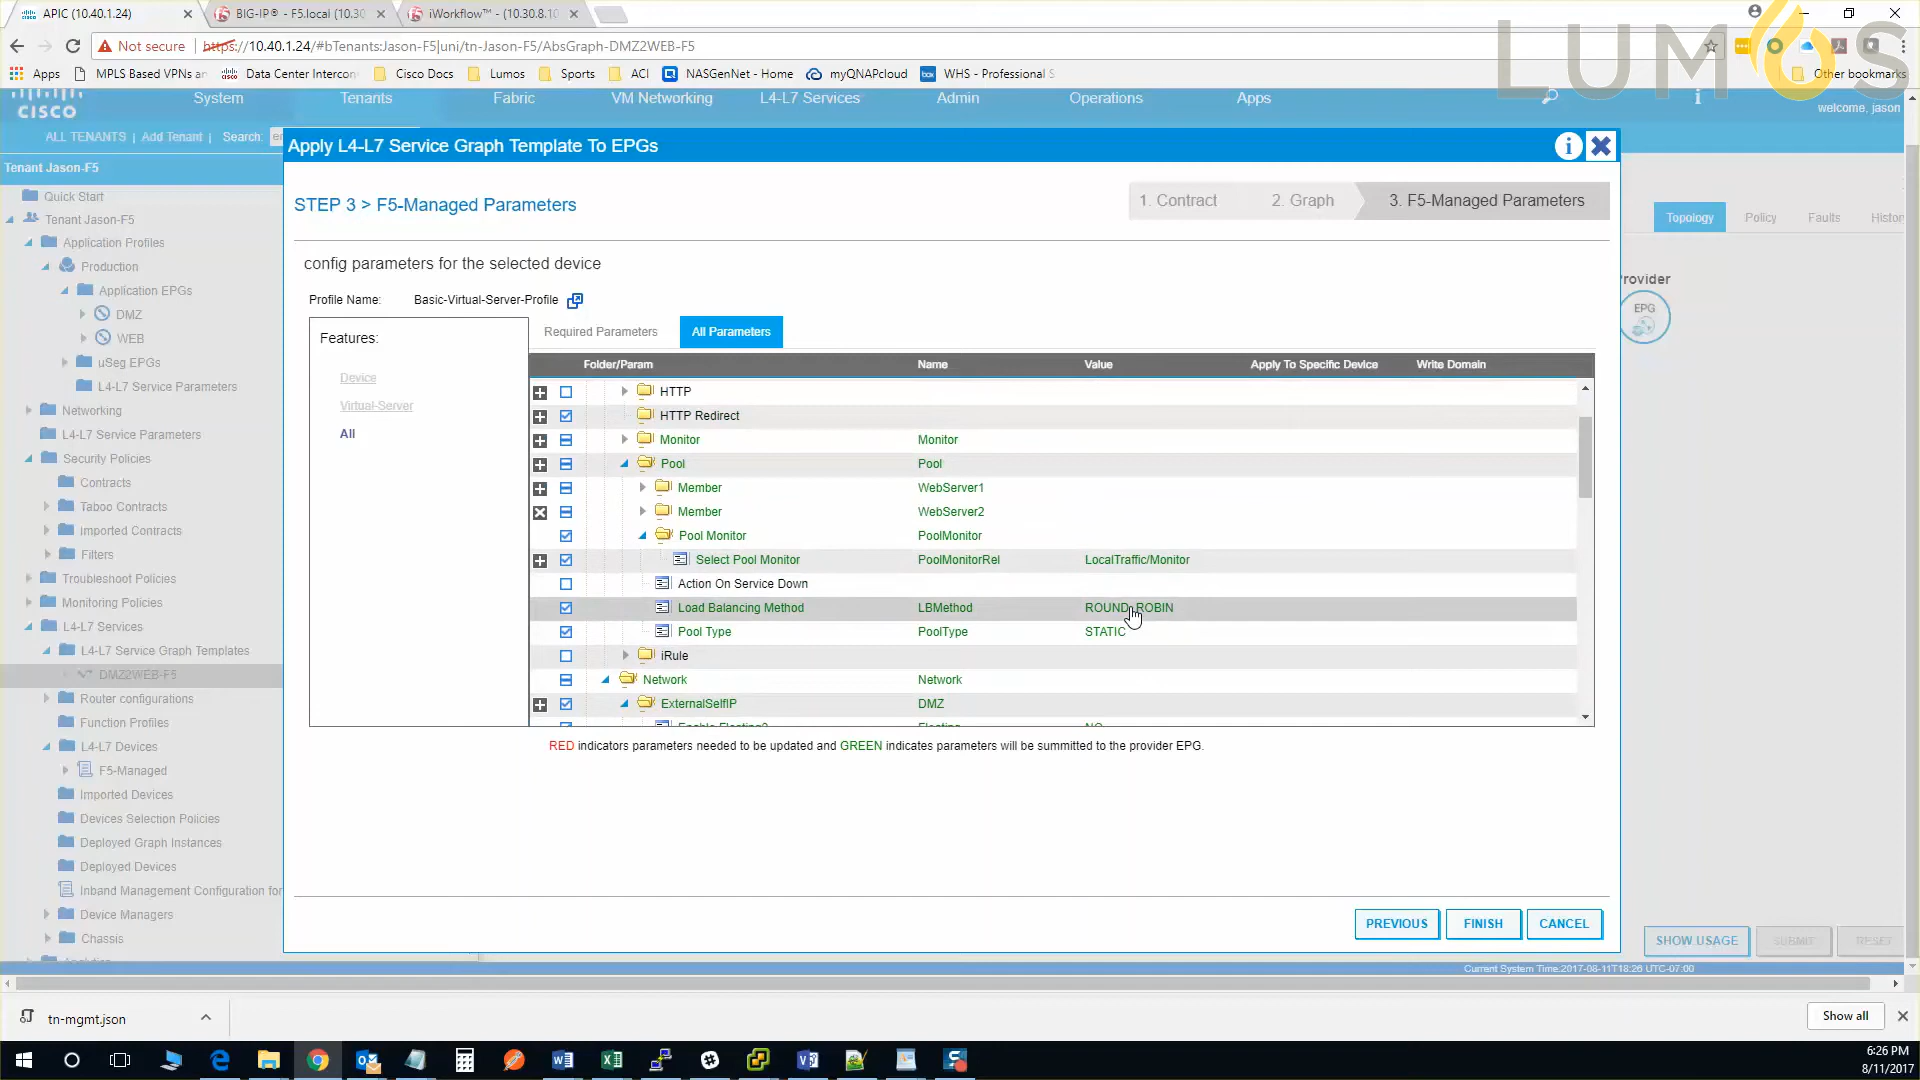 APIC (10.40.1.24)
BIG-IP® - F5.local (10.30
iWorkflow™ - (10.30.8.10
Not secure
https://10.40.1.24/#bTenants:Jason-F5|uni/tn-Jason-F5/AbsGraph-DMZ2WEB-F5
LUMOS
Apps
MPLS Based VPNs an
Data Center Intercon
Cisco Docs
Lumos
Sports
ACI
NASGenNet - Home
myQNAPcloud
WHS - Professional S
Other bookmarks
CISCO
System
Tenants
Fabric
VM Networking
L4-L7 Services
Admin
Operations
Apps
welcome, jason
ALL TENANTS | Add Tenant | Search:
Apply L4-L7 Service Graph Template To EPGs
Tenant Jason-F5
Quick Start
Tenant Jason-F5
Application Profiles
Production
Application EPGs
DMZ
WEB
uSeg EPGs
L4-L7 Service Parameters
Networking
L4-L7 Service Parameters
Security Policies
Contracts
Taboo Contracts
Imported Contracts
Filters
Troubleshoot Policies
Monitoring Policies
L4-L7 Services
L4-L7 Service Graph Templates
DMZ2WEB-F5
Router configurations
Function Profiles
L4-L7 Devices
F5-Managed
Imported Devices
Devices Selection Policies
Deployed Graph Instances
Deployed Devices
Inband Management Configuration for
Device Managers
Chassis
STEP 3 > F5-Managed Parameters
1. Contract
2. Graph
3. F5-Managed Parameters
config parameters for the selected device
Profile Name: Basic-Virtual-Server-Profile
Features:
Device
Virtual-Server
All
Required Parameters
All Parameters
Folder/Param Name Value Apply To Specific Device Write Domain
HTTP
HTTP Redirect
Monitor Monitor
Pool Pool
Member WebServer1
Member WebServer2
Pool Monitor PoolMonitor
Select Pool Monitor PoolMonitorRel LocalTraffic/Monitor
Action On Service Down
Load Balancing Method LBMethod ROUND_ROBIN
Pool Type PoolType STATIC
iRule
Network Network
ExternalSelfIP DMZ
RED indicators parameters needed to be updated and GREEN indicates parameters will be summitted to the provider EPG.
PREVIOUS
FINISH
CANCEL
Topology
Policy
Faults
Histor
rovider
EPG
SHOW USAGE
SUBMIT
RESET
Current System Time:2017-08-11T18:26 UTC-07:00
tn-mgmt.json
Show all
6:26 PM
8/11/2017